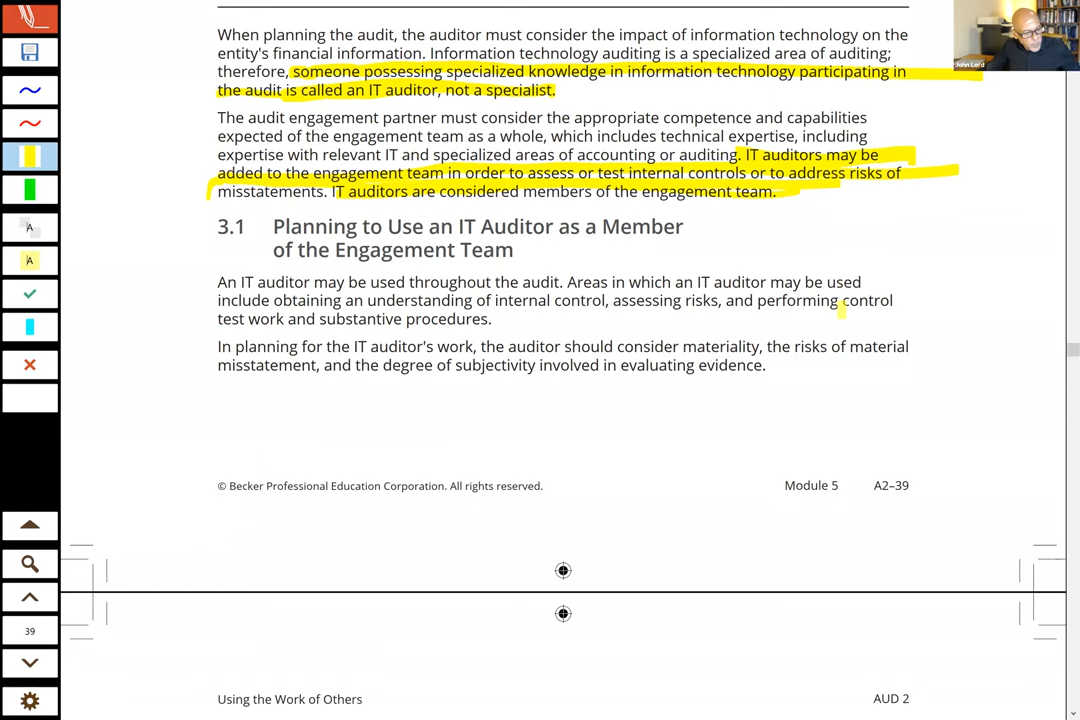 When planning the audit, the auditor must consider the impact of information technology on the
entity's financial information. Information technology auditing is a specialized area of auditing;
therefore, someone possessing specialized knowledge in information technology participating in
the audit is called an IT auditor, not a specialist.
The audit engagement partner must consider the appropriate competence and capabilities
expected of the engagement team as a whole, which includes technical expertise, including
expertise with relevant IT and specialized areas of accounting or auditing. IT auditors may be
added to the engagement team in order to assess or test internal controls or to address risks of
misstatements. IT auditors are considered members of the engagement team.
3.1 Planning to Use an IT Auditor as a Member
of the Engagement Team
An IT auditor may be used throughout the audit. Areas in which an IT auditor may be used
include obtaining an understanding of internal control, assessing risks, and performing control
test work and substantive procedures.
In planning for the IT auditor's work, the auditor should consider materiality, the risks of material
misstatement, and the degree of subjectivity involved in evaluating evidence.
© Becker Professional Education Corporation. All rights reserved. Module 5 A2–39
Using the Work of Others AUD 2
John Lord
A
A
39